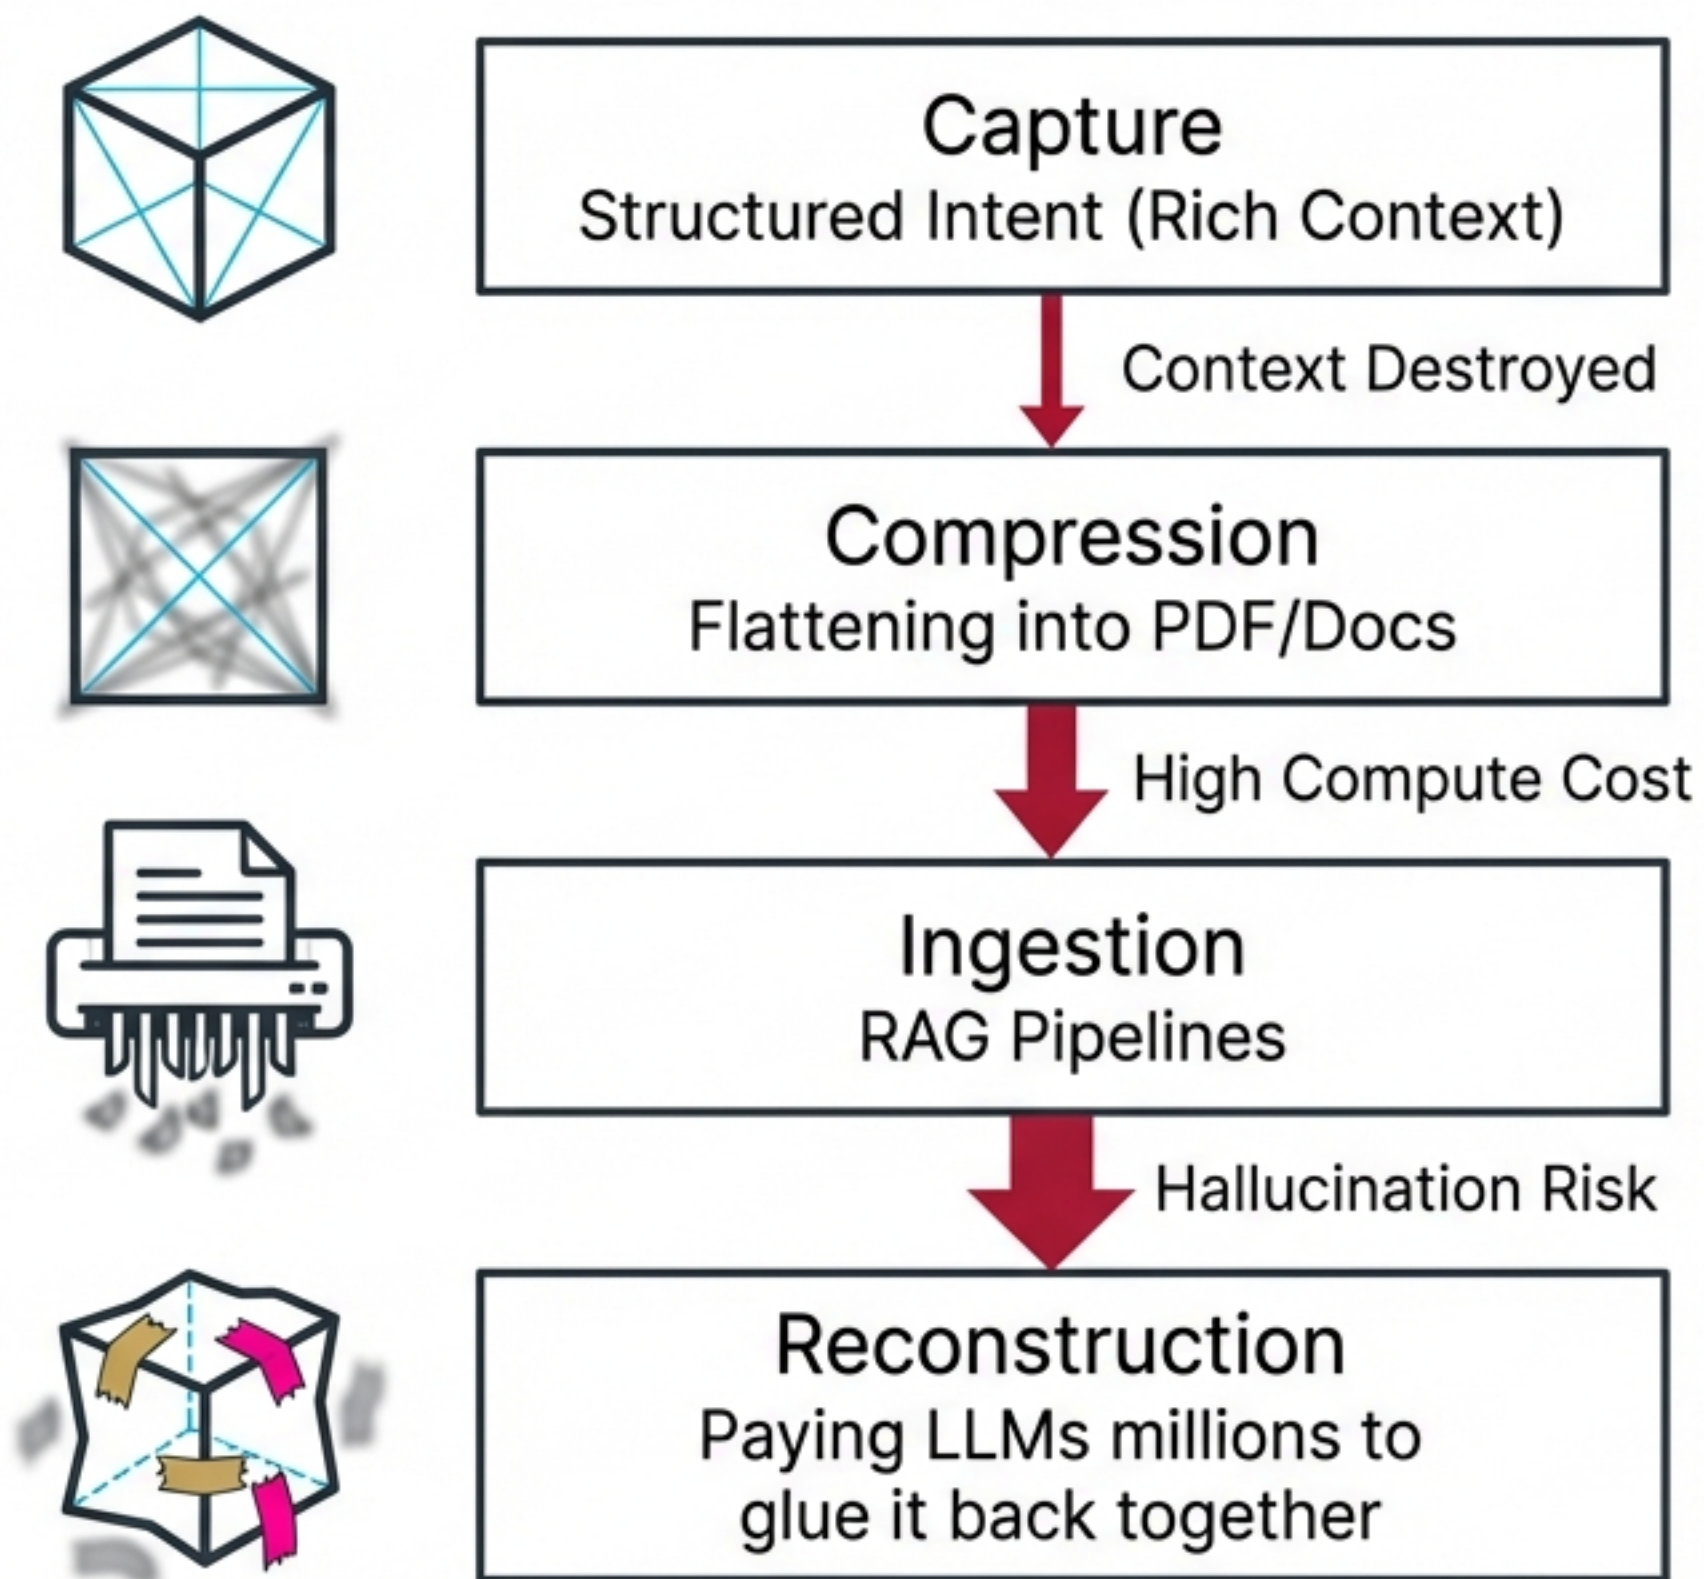 Capture
Structured Intent (Rich Context)
Context Destroyed
Compression
Flattening into PDF/Docs
High Compute Cost
Ingestion
RAG Pipelines
Hallucination Risk
Reconstruction
Paying LLMs millions to
glue it back together